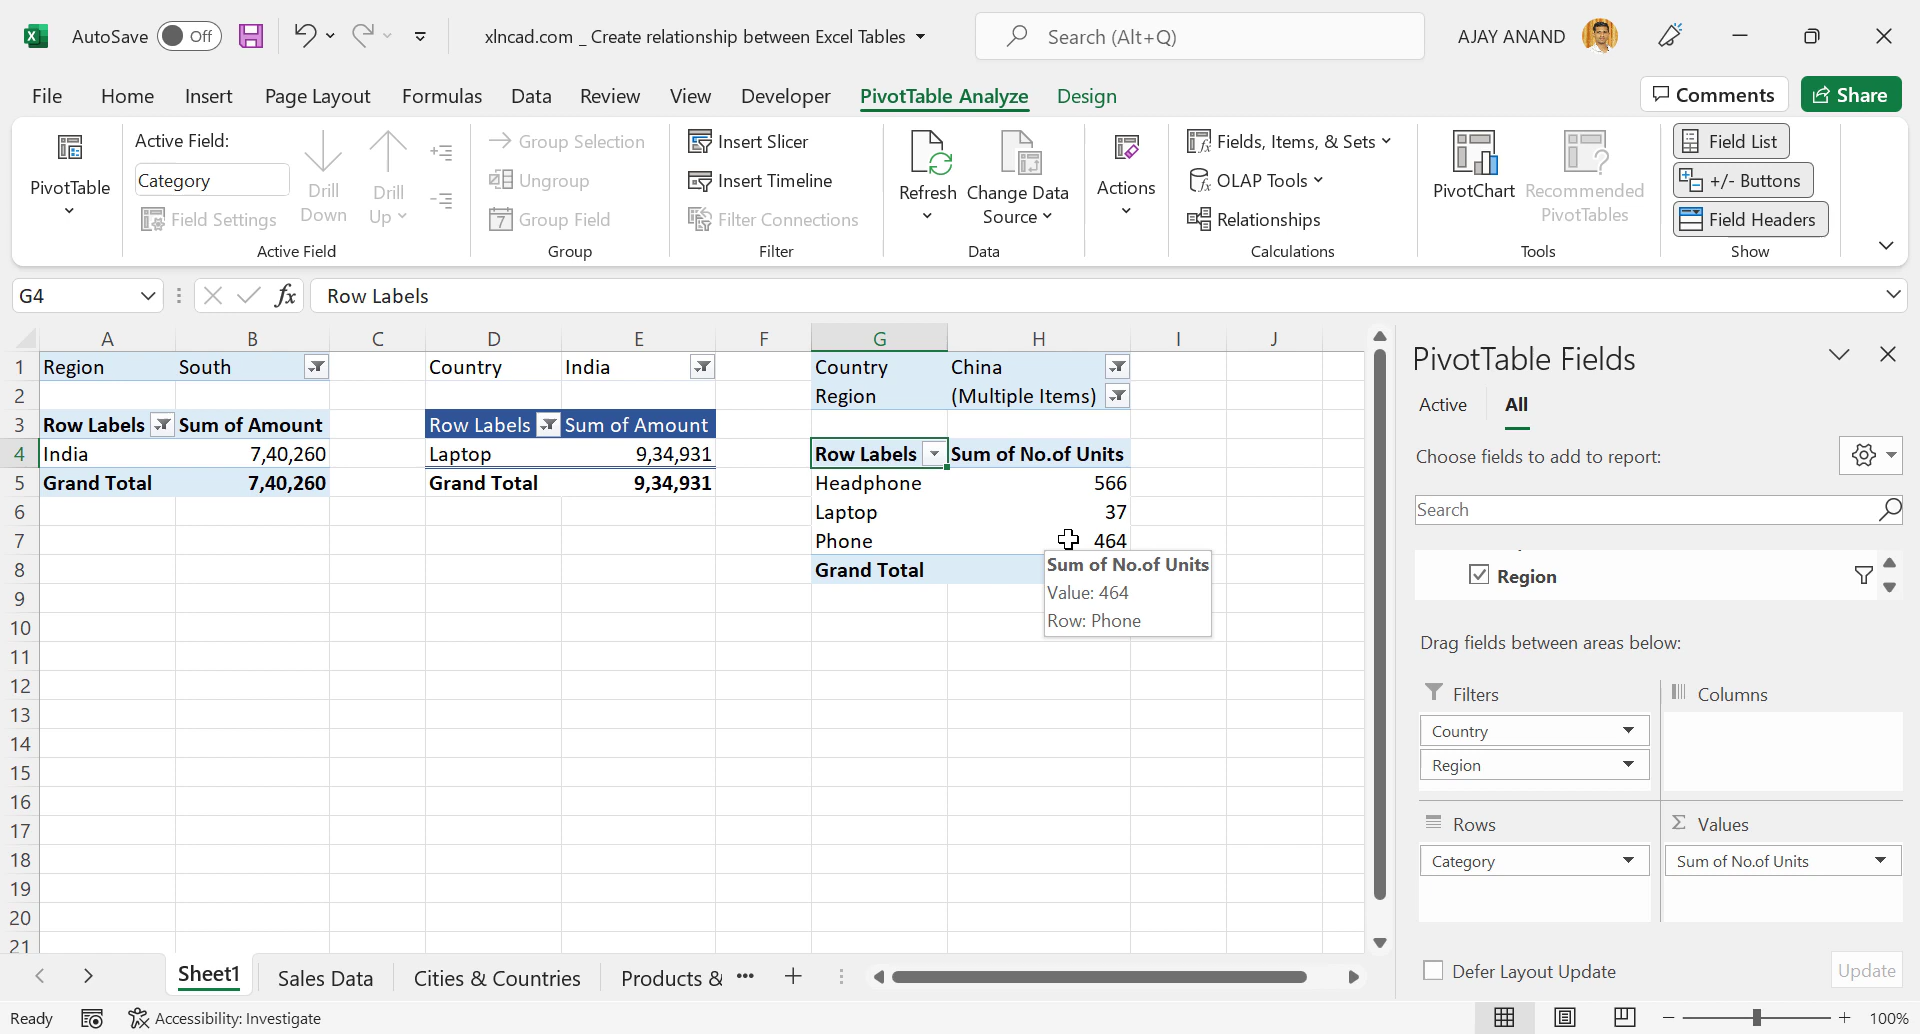 AutoSave Off xlncad.com _ Create relationship between Excel Tables Search (Alt+Q) AJAY ANAND
File Home Insert Page Layout Formulas Data Review View Developer PivotTable Analyze Design Comments Share
PivotTable
Active Field:
Category
Field Settings
Drill Down
Drill Up
Active Field
Group Selection
Ungroup
7 Group Field
Group
Insert Slicer
Insert Timeline
Filter Connections
Filter
Refresh
Change Data Source
Data
Actions
Fields, Items, & Sets
OLAP Tools
Relationships
Calculations
PivotChart
Recommended PivotTables
Tools
Field List
+/- Buttons
Field Headers
Show
G4 fx Row Labels
A B C D E F G H I J
1 Region South Country India Country China
2 Region (Multiple Items)
3 Row Labels Sum of Amount Row Labels Sum of Amount
4 India 7,40,260 Laptop 9,34,931 Row Labels Sum of No.of Units
5 Grand Total 7,40,260 Grand Total 9,34,931 Headphone 566
6 Laptop 37
7 Phone 464
8 Grand Total
Sum of No.of Units
Value: 464
Row: Phone
9
10
11
12
13
14
15
16
17
18
19
20
21
PivotTable Fields
Active All
Choose fields to add to report:
Search
Region
Drag fields between areas below:
Filters
Country
Region
Columns
Rows
Category
Values
Sum of No.of Units
Defer Layout Update Update
Sheet1 Sales Data Cities & Countries Products & ...
Ready Accessibility: Investigate 100%